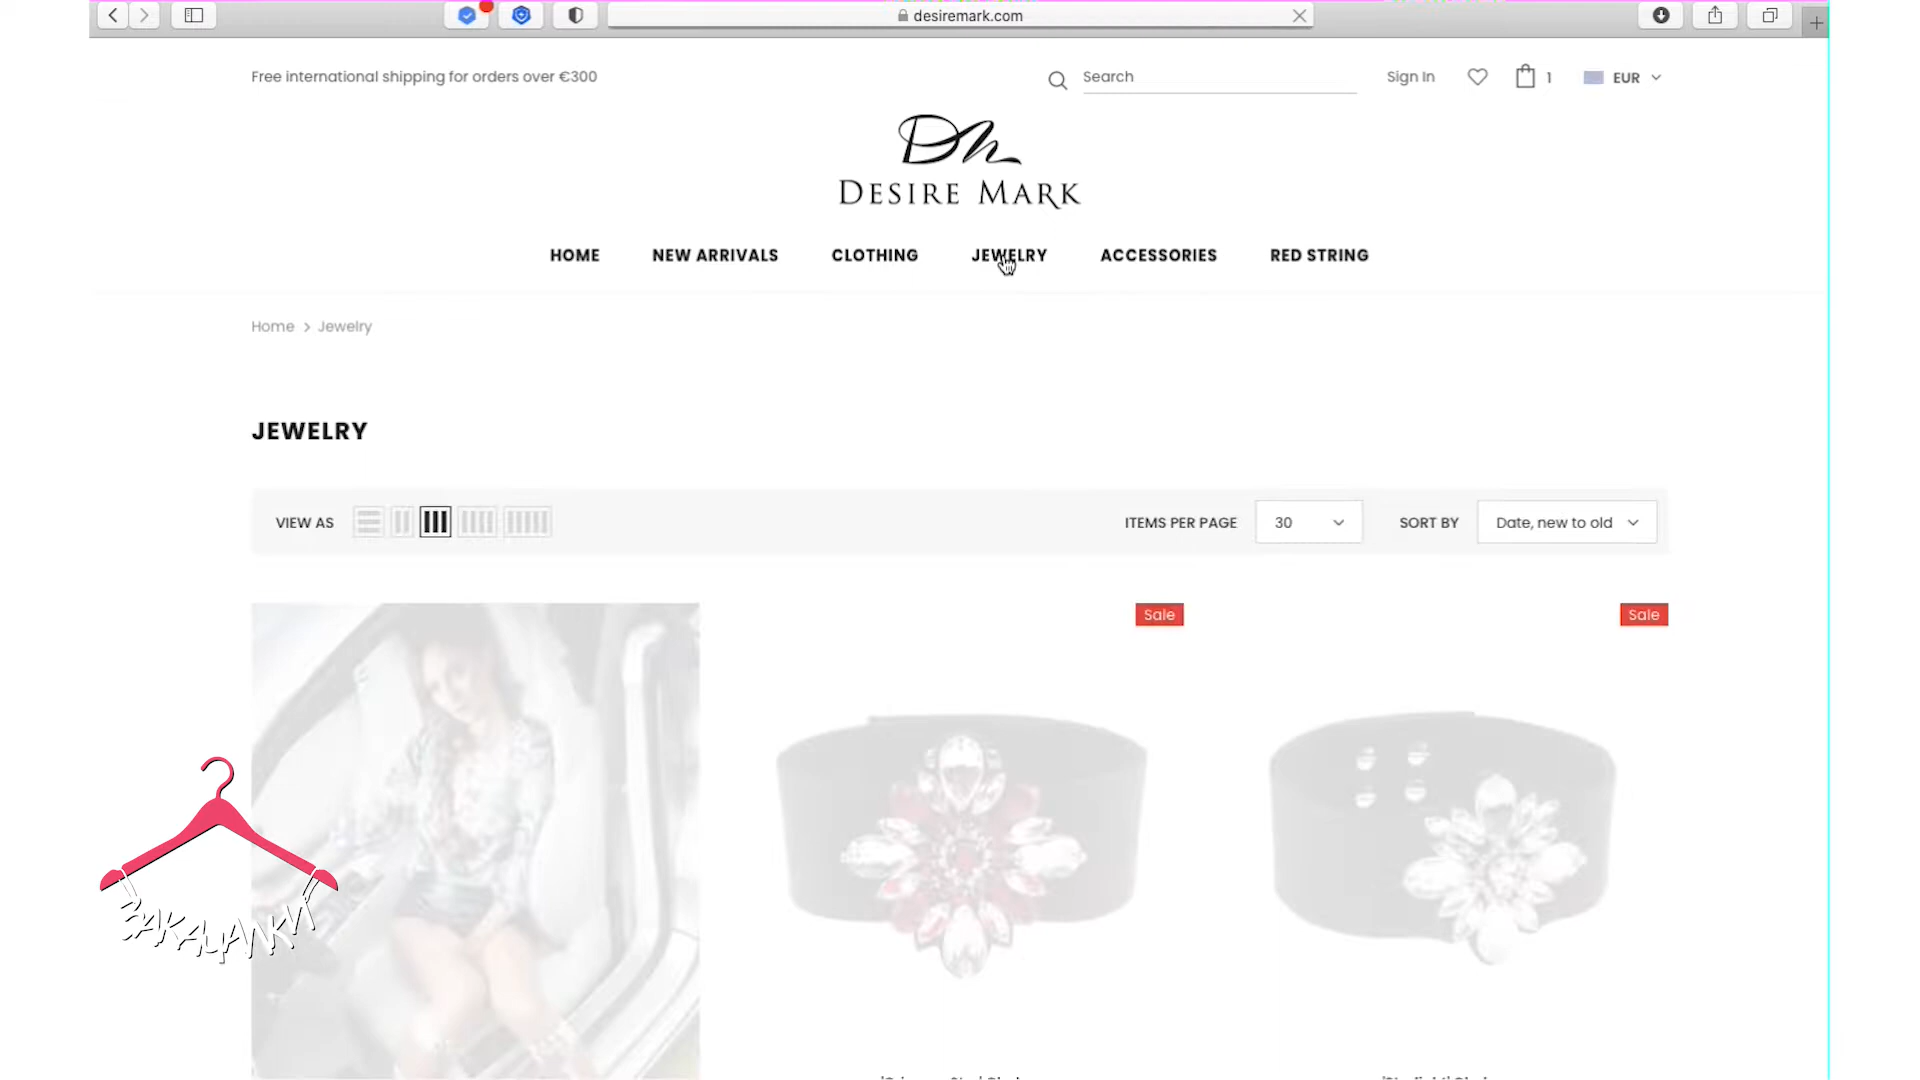 desiremark.com
Free international shipping for orders over €300
Search
Sign In
1
EUR
Dm
DESIRE MARK
HOME NEW ARRIVALS CLOTHING JEWELRY ACCESSORIES RED STRING
Home > Jewelry
JEWELRY
VIEW AS
ITEMS PER PAGE 30
SORT BY Date, new to old
Sale
Sale
ЗАКАЧАЛКИ